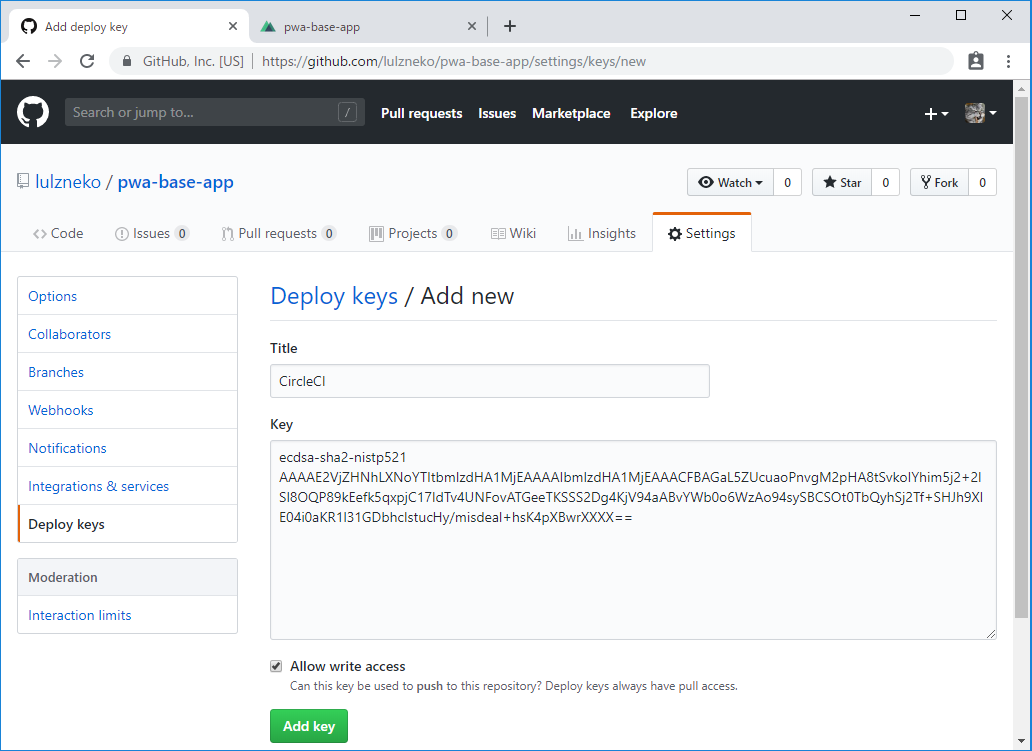 Add deploy key
pwa-base-app
GitHub, Inc. [US] | https://github.com/lulzneko/pwa-base-app/settings/keys/new
Search or jump to... /
Pull requests Issues Marketplace Explore
lulzneko / pwa-base-app
Watch 0 Star 0 Fork 0
Code Issues 0 Pull requests 0 Projects 0 Wiki Insights Settings
Options
Collaborators
Branches
Webhooks
Notifications
Integrations & services
Deploy keys
Moderation
Interaction limits
Deploy keys / Add new
Title
CircleCI
Key
ecdsa-sha2-nistp521
AAAAE2VjZHNhLXNoYTItbmlzdHA1MjEAAAAIbmlzdHA1MjEAAACFBAGaL5ZUcuaoPnvgM2pHA8tSvkoIYhim5j2+2I
SI8OQP89kEefk5qxpjC17IdTv4UNFovATGeeTKSSS2Dg4KjV94aABvYWb0o6WzAo94sySBCSOt0TbQyhSj2Tf+SHJh9XI
E04i0aKR1I31GDbhclstucHy/misdeal+hsK4pXBwrXXXX==
Allow write access
Can this key be used to push to this repository? Deploy keys always have pull access.
Add key